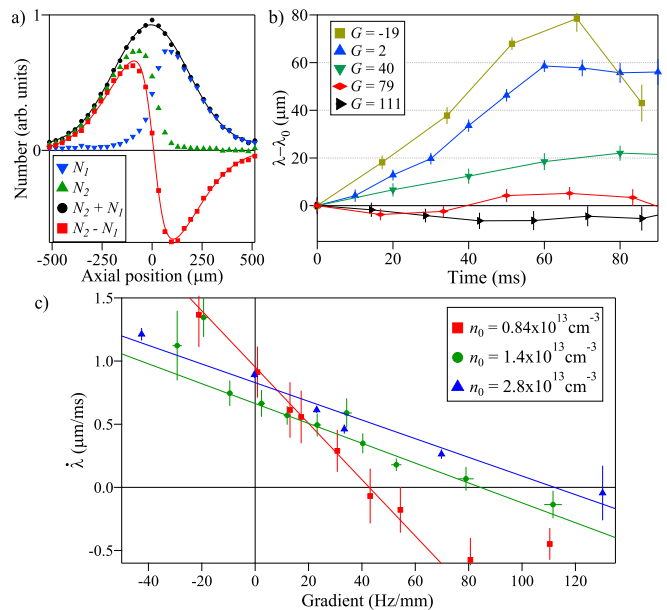 a)
Number (arb. units)
1
0
N1
N2
N2 + N1
N2 - N1
-500
-250
0
250
500
Axial position (μm)
b)
λ-λ0 (μm)
80
60
40
20
0
G = -19
G = 2
G = 40
G = 79
G = 111
0
20
40
60
80
Time (ms)
c)
λ̇ (μm/ms)
1.5
1.0
0.5
0.0
-0.5
n0 = 0.84x10^13 cm^-3
n0 = 1.4x10^13 cm^-3
n0 = 2.8x10^13 cm^-3
-40
-20
0
20
40
60
80
100
120
Gradient (Hz/mm)